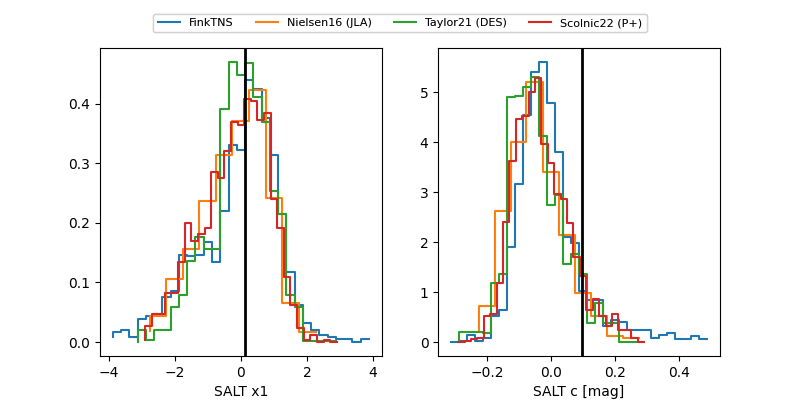 FinkTNS Nielsen16 (JLA) Taylor21 (DES) Scolnic22 (P+)
0.4
0.3
0.2
0.1
0.0
−4 −2 0 2 4
SALT x1
5
4
3
2
1
0
−0.2 0.0 0.2 0.4
SALT c [mag]